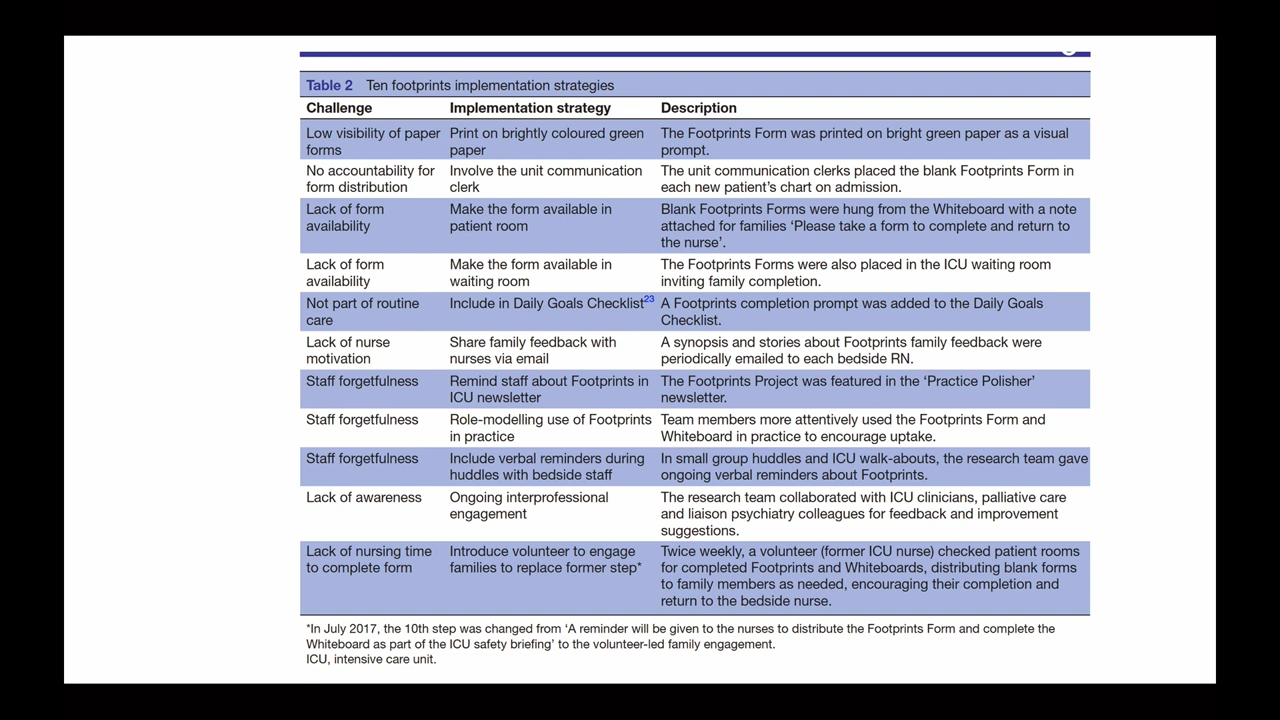 Table 2 Ten footprints implementation strategies
Challenge Implementation strategy Description
Low visibility of paper forms Print on brightly coloured green paper The Footprints Form was printed on bright green paper as a visual prompt.
No accountability for form distribution Involve the unit communication clerk The unit communication clerks placed the blank Footprints Form in each new patient's chart on admission.
Lack of form availability Make the form available in patient room Blank Footprints Forms were hung from the Whiteboard with a note attached for families 'Please take a form to complete and return to the nurse'.
Lack of form availability Make the form available in waiting room The Footprints Forms were also placed in the ICU waiting room inviting family completion.
Not part of routine care Include in Daily Goals Checklist23 A Footprints completion prompt was added to the Daily Goals Checklist.
Lack of nurse motivation Share family feedback with nurses via email A synopsis and stories about Footprints family feedback were periodically emailed to each bedside RN.
Staff forgetfulness Remind staff about Footprints in ICU newsletter The Footprints Project was featured in the 'Practice Polisher' newsletter.
Staff forgetfulness Role-modelling use of Footprints in practice Team members more attentively used the Footprints Form and Whiteboard in practice to encourage uptake.
Staff forgetfulness Include verbal reminders during huddles with bedside staff In small group huddles and ICU walk-abouts, the research team gave ongoing verbal reminders about Footprints.
Lack of awareness Ongoing interprofessional engagement The research team collaborated with ICU clinicians, palliative care and liaison psychiatry colleagues for feedback and improvement suggestions.
Lack of nursing time to complete form Introduce volunteer to engage families to replace former step* Twice weekly, a volunteer (former ICU nurse) checked patient rooms for completed Footprints and Whiteboards, distributing blank forms to family members as needed, encouraging their completion and return to the bedside nurse.
*In July 2017, the 10th step was changed from 'A reminder will be given to the nurses to distribute the Footprints Form and complete the
Whiteboard as part of the ICU safety briefing' to the volunteer-led family engagement.
ICU, intensive care unit.